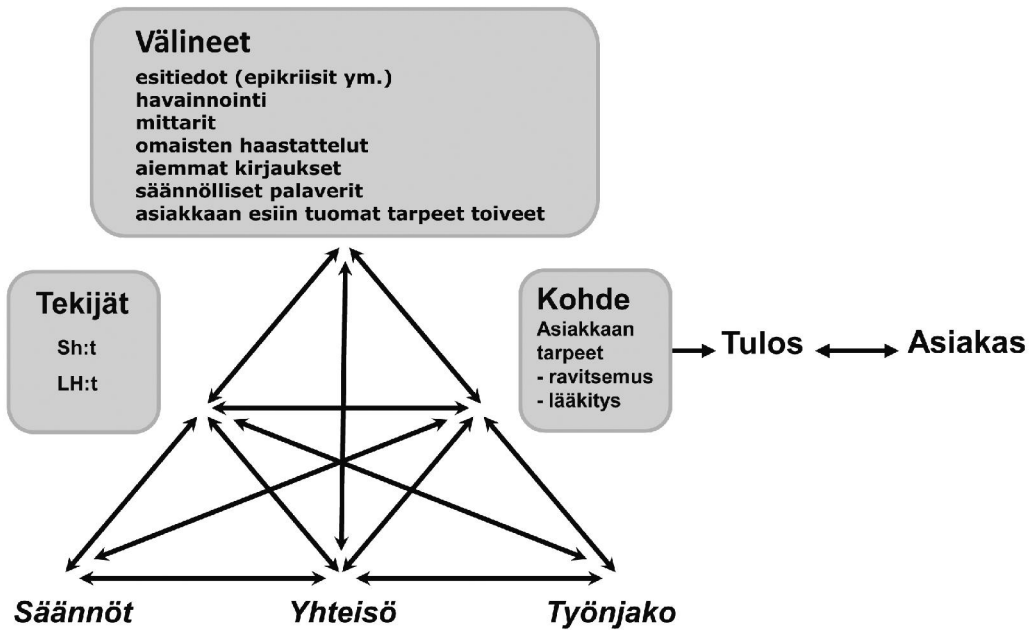 Välineet
esitiedot (epikriisit ym.)
havainnointi
mittarit
omaisten haastattelut
aiemmat kirjaukset
säännölliset palaverit
asiakkaan esiin tuomat tarpeet toiveet
Tekijät
Sh:t
LH:t
Kohde
Asiakkaan
tarpeet
- ravitsemus
- lääkitys
Tulos
Asiakas
Säännöt
Yhteisö
Työnjako